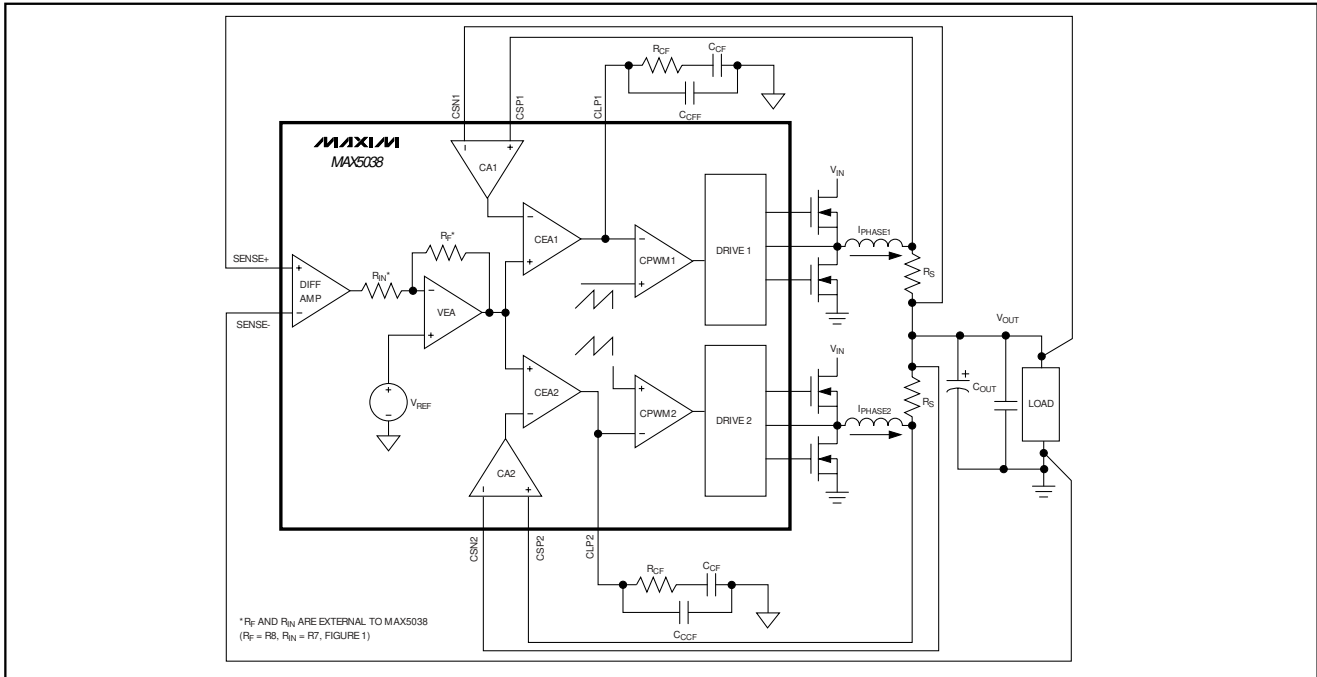 RCF
CCF
CCFF
CSN1
CSP1
CLP1
MAXIM
MAX5038
CA1
VIN
RF*
CEA1
CPWM1
DRIVE 1
IPHASE1
RS
SENSE+
DIFF
AMP
RIN*
VEA
SENSE-
VOUT
VIN
COUT
LOAD
VREF
CEA2
CPWM2
DRIVE 2
IPHASE2
RS
CA2
CSN2
CSP2
CLP2
RCF
CCF
CCCF
*RF AND RIN ARE EXTERNAL TO MAX5038
(RF = R8, RIN = R7, FIGURE 1)